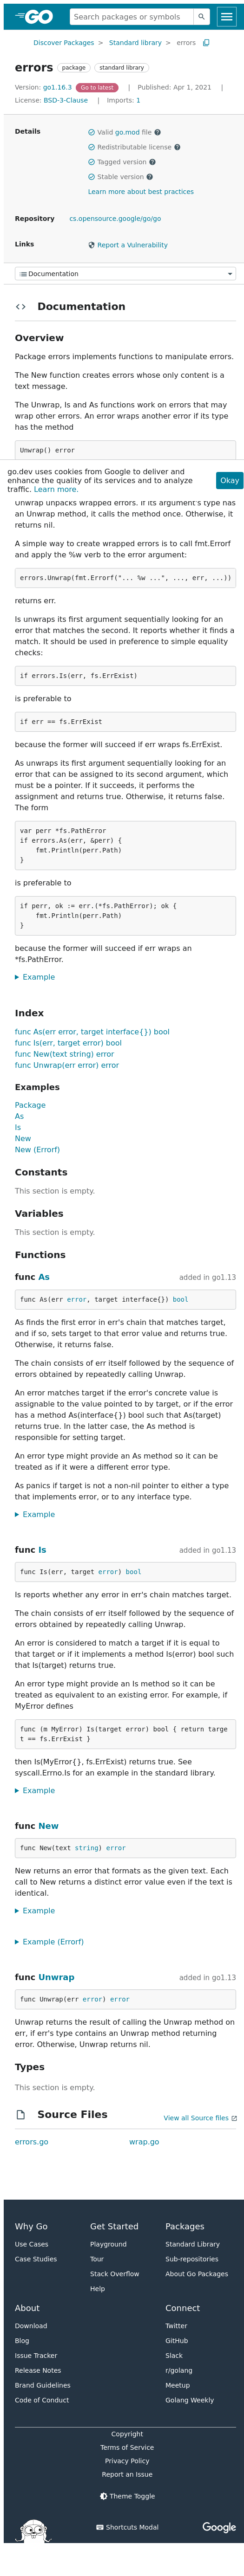 GO
Search packages or symbols
Discover Packages > Standard library > errors
errors package standard library
Version: go1.16.3 Go to latest | Published: Apr 1, 2021 |
License: BSD-3-Clause | Imports: 1
Details
Valid go.mod file
Redistributable license
Tagged version
Stable version
Learn more about best practices
Repository
cs.opensource.google/go/go
Links
Report a Vulnerability
Documentation
Documentation
Overview
Package errors implements functions to manipulate errors.
The New function creates errors whose only content is a
text message.
The Unwrap, Is and As functions work on errors that may
wrap other errors. An error wraps another error if its type
has the method
Unwrap() error
go.dev uses cookies from Google to deliver and
enhance the quality of its services and to analyze
traffic. Learn more.
Okay
Unwrap unpacks wrapped errors. If its argument's type has
an Unwrap method, it calls the method once. Otherwise, it
returns nil.
A simple way to create wrapped errors is to call fmt.Errorf
and apply the %w verb to the error argument:
errors.Unwrap(fmt.Errorf("... %w ...", ..., err, ...))
returns err.
Is unwraps its first argument sequentially looking for an
error that matches the second. It reports whether it finds a
match. It should be used in preference to simple equality
checks:
if errors.Is(err, fs.ErrExist)
is preferable to
if err == fs.ErrExist
because the former will succeed if err wraps fs.ErrExist.
As unwraps its first argument sequentially looking for an
error that can be assigned to its second argument, which
must be a pointer. If it succeeds, it performs the
assignment and returns true. Otherwise, it returns false.
The form
var perr *fs.PathError
if errors.As(err, &perr) {
fmt.Println(perr.Path)
}
is preferable to
if perr, ok := err.(*fs.PathError); ok {
fmt.Println(perr.Path)
}
because the former will succeed if err wraps an
*fs.PathError.
Example
Index
func As(err error, target interface{}) bool
func Is(err, target error) bool
func New(text string) error
func Unwrap(err error) error
Examples
Package
As
Is
New
New (Errorf)
Constants
This section is empty.
Variables
This section is empty.
Functions
func As added in go1.13
func As(err error, target interface{}) bool
As finds the first error in err's chain that matches target,
and if so, sets target to that error value and returns true.
Otherwise, it returns false.
The chain consists of err itself followed by the sequence of
errors obtained by repeatedly calling Unwrap.
An error matches target if the error's concrete value is
assignable to the value pointed to by target, or if the error
has a method As(interface{}) bool such that As(target)
returns true. In the latter case, the As method is
responsible for setting target.
An error type might provide an As method so it can be
treated as if it were a different error type.
As panics if target is not a non-nil pointer to either a type
that implements error, or to any interface type.
Example
func Is added in go1.13
func Is(err, target error) bool
Is reports whether any error in err's chain matches target.
The chain consists of err itself followed by the sequence of
errors obtained by repeatedly calling Unwrap.
An error is considered to match a target if it is equal to
that target or if it implements a method Is(error) bool such
that Is(target) returns true.
An error type might provide an Is method so it can be
treated as equivalent to an existing error. For example, if
MyError defines
func (m MyError) Is(target error) bool { return targe
t == fs.ErrExist }
then Is(MyError{}, fs.ErrExist) returns true. See
syscall.Errno.Is for an example in the standard library.
Example
func New
func New(text string) error
New returns an error that formats as the given text. Each
call to New returns a distinct error value even if the text is
identical.
Example
Example (Errorf)
func Unwrap added in go1.13
func Unwrap(err error) error
Unwrap returns the result of calling the Unwrap method on
err, if err's type contains an Unwrap method returning
error. Otherwise, Unwrap returns nil.
Types
This section is empty.
Source Files View all Source files
errors.go wrap.go
Why Go
Use Cases
Case Studies
Get Started
Playground
Tour
Stack Overflow
Help
Packages
Standard Library
Sub-repositories
About Go Packages
About
Download
Blog
Issue Tracker
Release Notes
Brand Guidelines
Code of Conduct
Connect
Twitter
GitHub
Slack
r/golang
Meetup
Golang Weekly
Copyright
Terms of Service
Privacy Policy
Report an Issue
Theme Toggle
Shortcuts Modal
Google